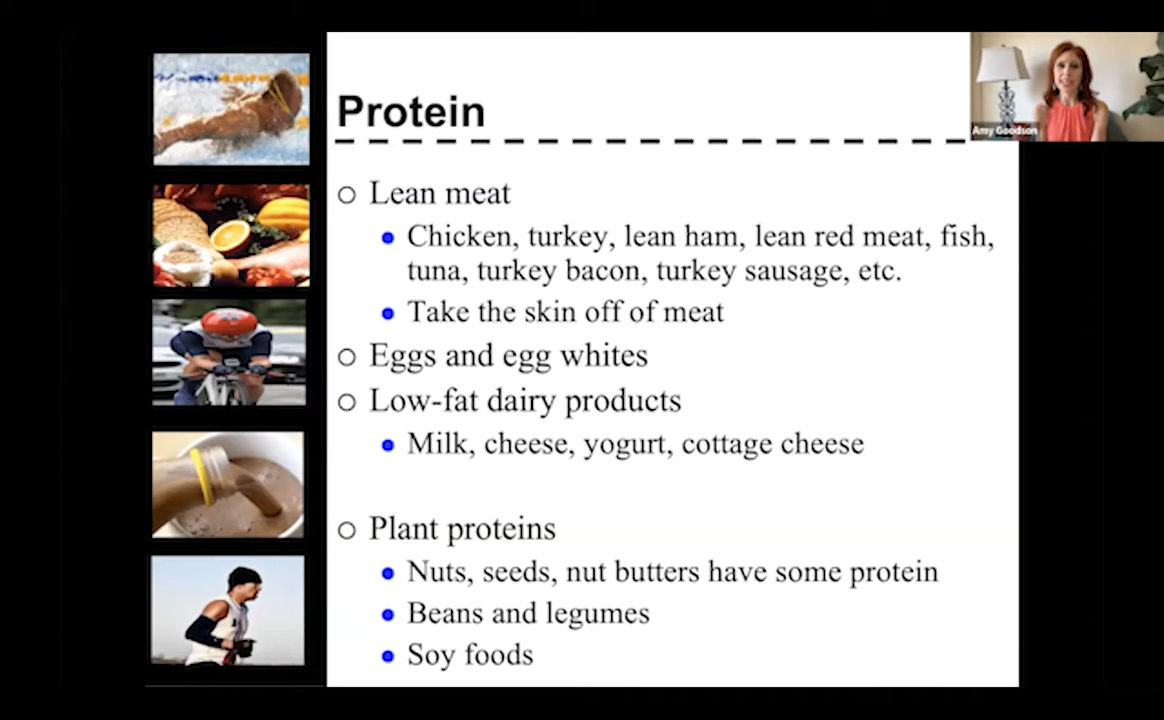 Protein
Amy Goodson
Lean meat
Chicken, turkey, lean ham, lean red meat, fish,
tuna, turkey bacon, turkey sausage, etc.
Take the skin off of meat
Eggs and egg whites
Low-fat dairy products
Milk, cheese, yogurt, cottage cheese
Plant proteins
Nuts, seeds, nut butters have some protein
Beans and legumes
Soy foods